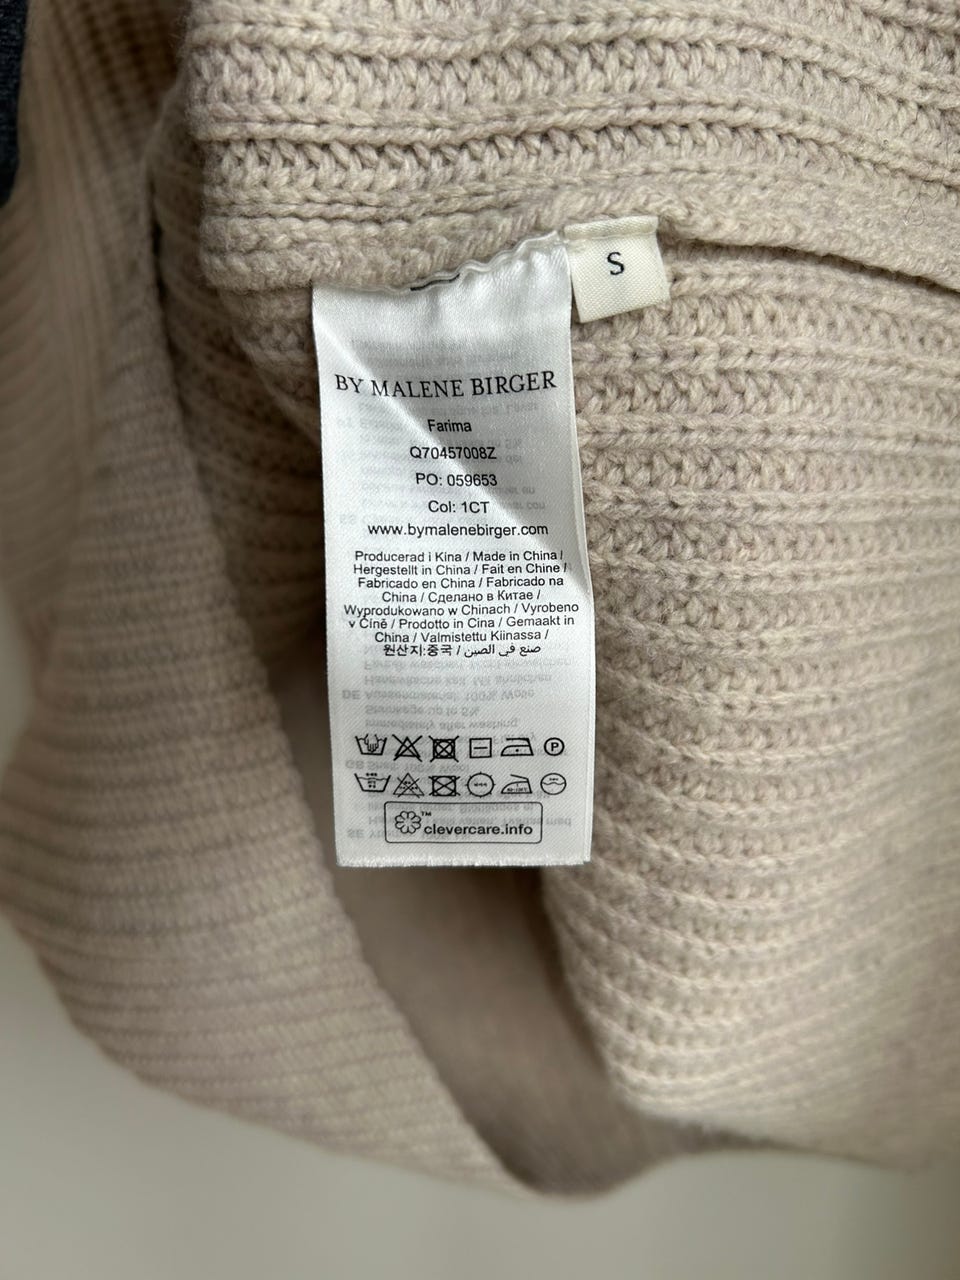 S
BY MALENE BIRGER
Farima
Q70457008Z
PO: 059653
Col: 1CT
www.bymalenebirger.com
Producerad i Kina / Made in China /
Hergestellt in China / Fait en Chine /
Fabricado en China / Fabricado na
China / Сделано в Китае /
Wyprodukowano w Chinach / Vyrobeno
v Číně / Prodotto in Cina / Gemaakt in
China / Valmistettu Kiinassa /
원산지:중국 / صنع في الصين
P
™
clevercare.info